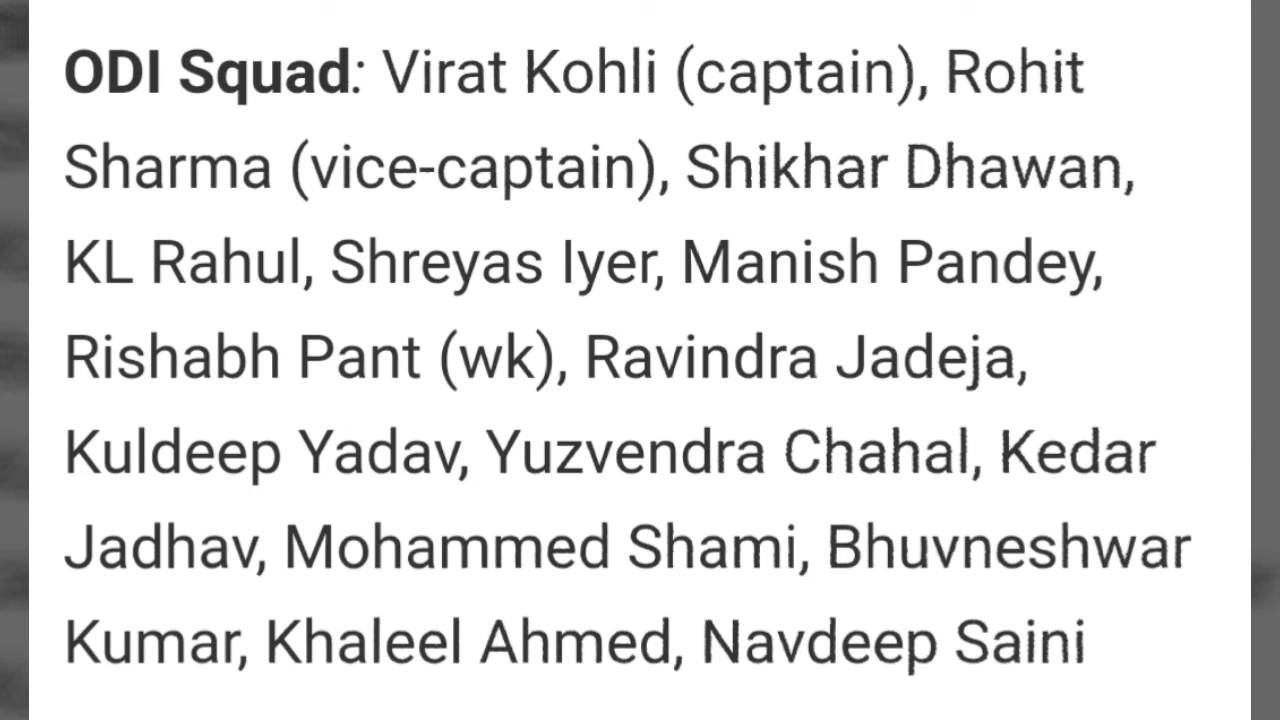 ODI Squad: Virat Kohli (captain), Rohit
Sharma (vice-captain), Shikhar Dhawan,
KL Rahul, Shreyas Iyer, Manish Pandey,
Rishabh Pant (wk), Ravindra Jadeja,
Kuldeep Yadav, Yuzvendra Chahal, Kedar
Jadhav, Mohammed Shami, Bhuvneshwar
Kumar, Khaleel Ahmed, Navdeep Saini